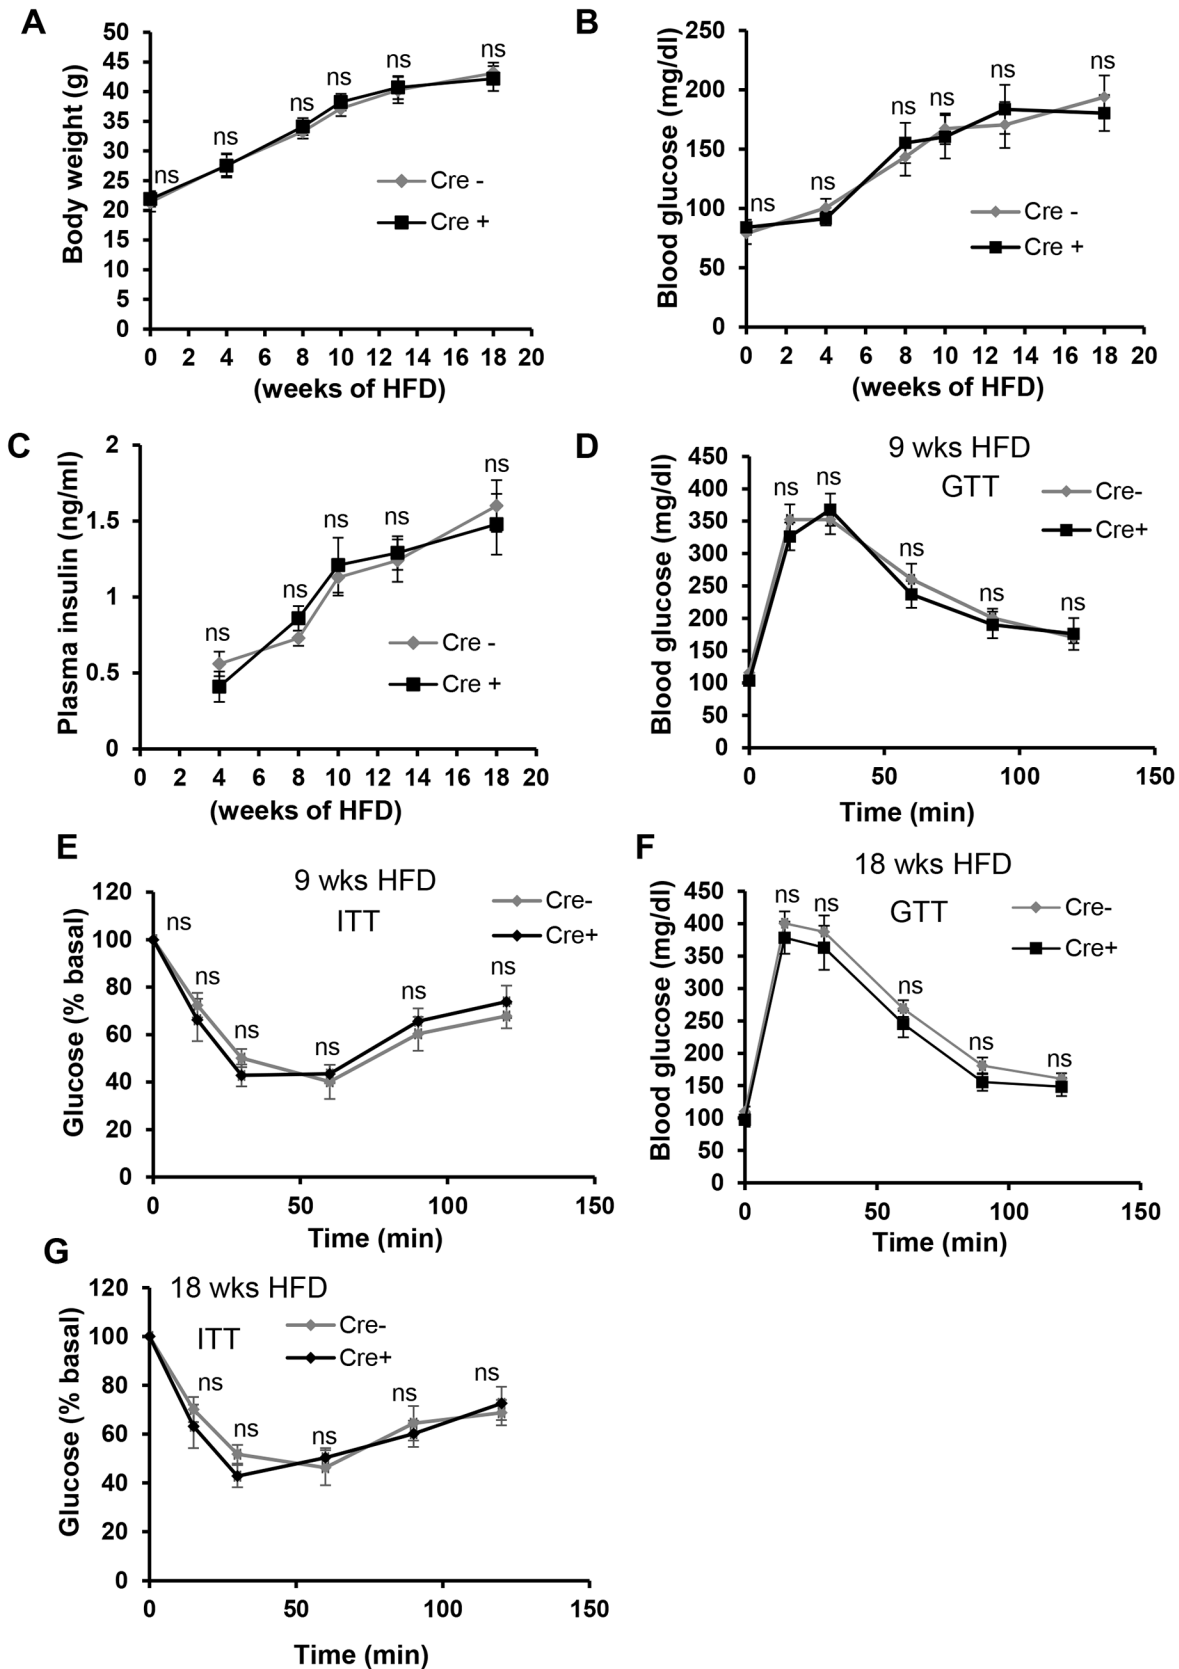 A
Body weight (g)
50
45
40
35
30
25
20
15
10
5
0
ns
ns
ns
ns
ns
ns
Cre -
Cre +
0 2 4 6 8 10 12 14 16 18 20
(weeks of HFD)
B
Blood glucose (mg/dl)
250
200
150
100
50
0
ns
ns
ns
ns
ns
ns
Cre -
Cre +
0 2 4 6 8 10 12 14 16 18 20
(weeks of HFD)
C
Plasma insulin (ng/ml)
2
1.5
1
0.5
0
ns
ns
ns
ns
ns
Cre -
Cre +
0 2 4 6 8 10 12 14 16 18 20
(weeks of HFD)
D
9 wks HFD
GTT
Blood glucose (mg/dl)
450
400
350
300
250
200
150
100
50
0
ns
ns
ns
ns
ns
Cre-
Cre+
0 50 100 150
Time (min)
E
9 wks HFD
ITT
Glucose (% basal)
120
100
80
60
40
20
0
ns
ns
ns
ns
ns
ns
Cre-
Cre+
0 50 100 150
Time (min)
F
18 wks HFD
GTT
Blood glucose (mg/dl)
450
400
350
300
250
200
150
100
50
0
ns
ns
ns
ns
ns
Cre-
Cre+
0 50 100 150
Time (min)
G
18 wks HFD
ITT
Glucose (% basal)
120
100
80
60
40
20
0
ns
ns
ns
ns
ns
Cre-
Cre+
0 50 100 150
Time (min)